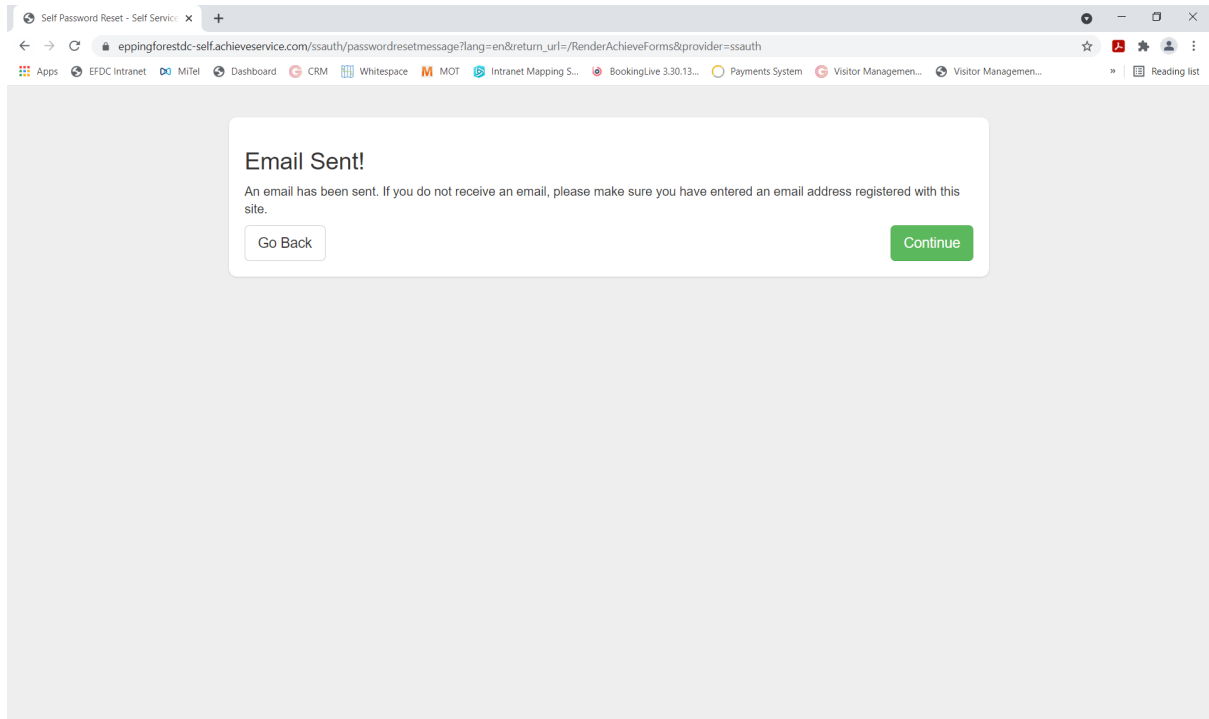 Self Password Reset - Self Service
eppingforestdc-self.achieveservice.com/ssauth/passwordresetmessage?lang=en&return_url=/RenderAchieveForms&provider=ssauth
Apps EFDC Intranet MiTel Dashboard CRM Whitespace MOT Intranet Mapping S... BookingLive 3.30.13... Payments System Visitor Managemen... Visitor Managemen... » Reading list
Email Sent!
An email has been sent. If you do not receive an email, please make sure you have entered an email address registered with this
site.
Go Back Continue